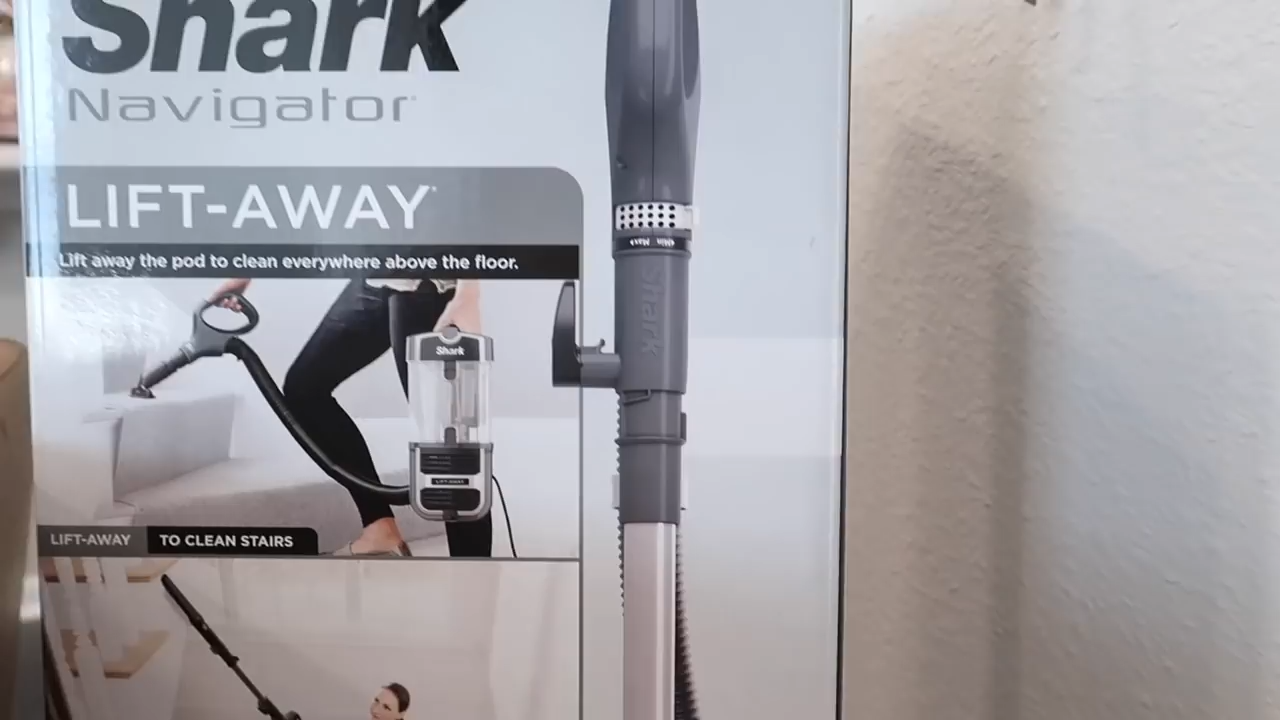 Shark
Navigator
LIFT-AWAY
Lift away the pod to clean everywhere above the floor.
Shark
LIFT-AWAY
LIFT-AWAY TO CLEAN STAIRS
Shark